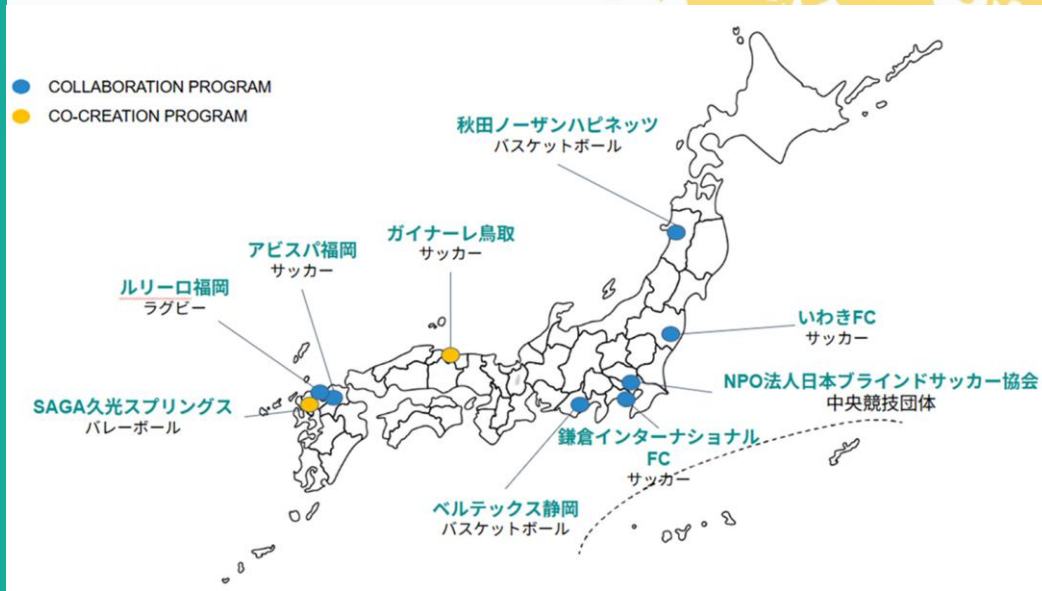 COLLABORATION PROGRAM
CO-CREATION PROGRAM
秋田ノーザンハピネッツ
バスケットボール
ガイナーレ鳥取
サッカー
アビスパ福岡
サッカー
ルリーロ福岡
ラグビー
いわきFC
サッカー
NPO法人日本ブラインドサッカー協会
中央競技団体
SAGA久光スプリングス
バレーボール
鎌倉インターナショナル
FC
サッカー
ベルテックス静岡
バスケットボール